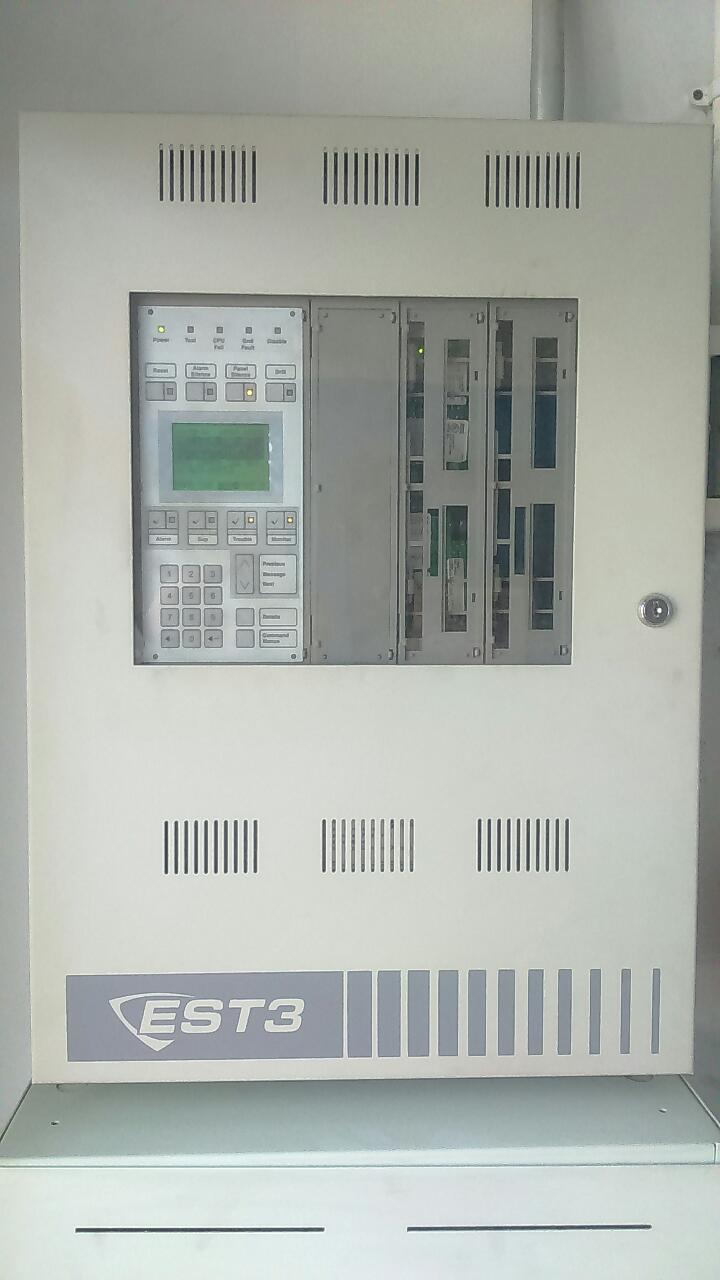 Power Test CPU Gnd Disable
Fail Fault
Reset Alarm Silence Panel Silence Drill
Alarm Sup Trouble Monitor
1 2 3
4 5 6
7 8 9
0
Previous
Message
Next
Details
Command
Menus
EST3